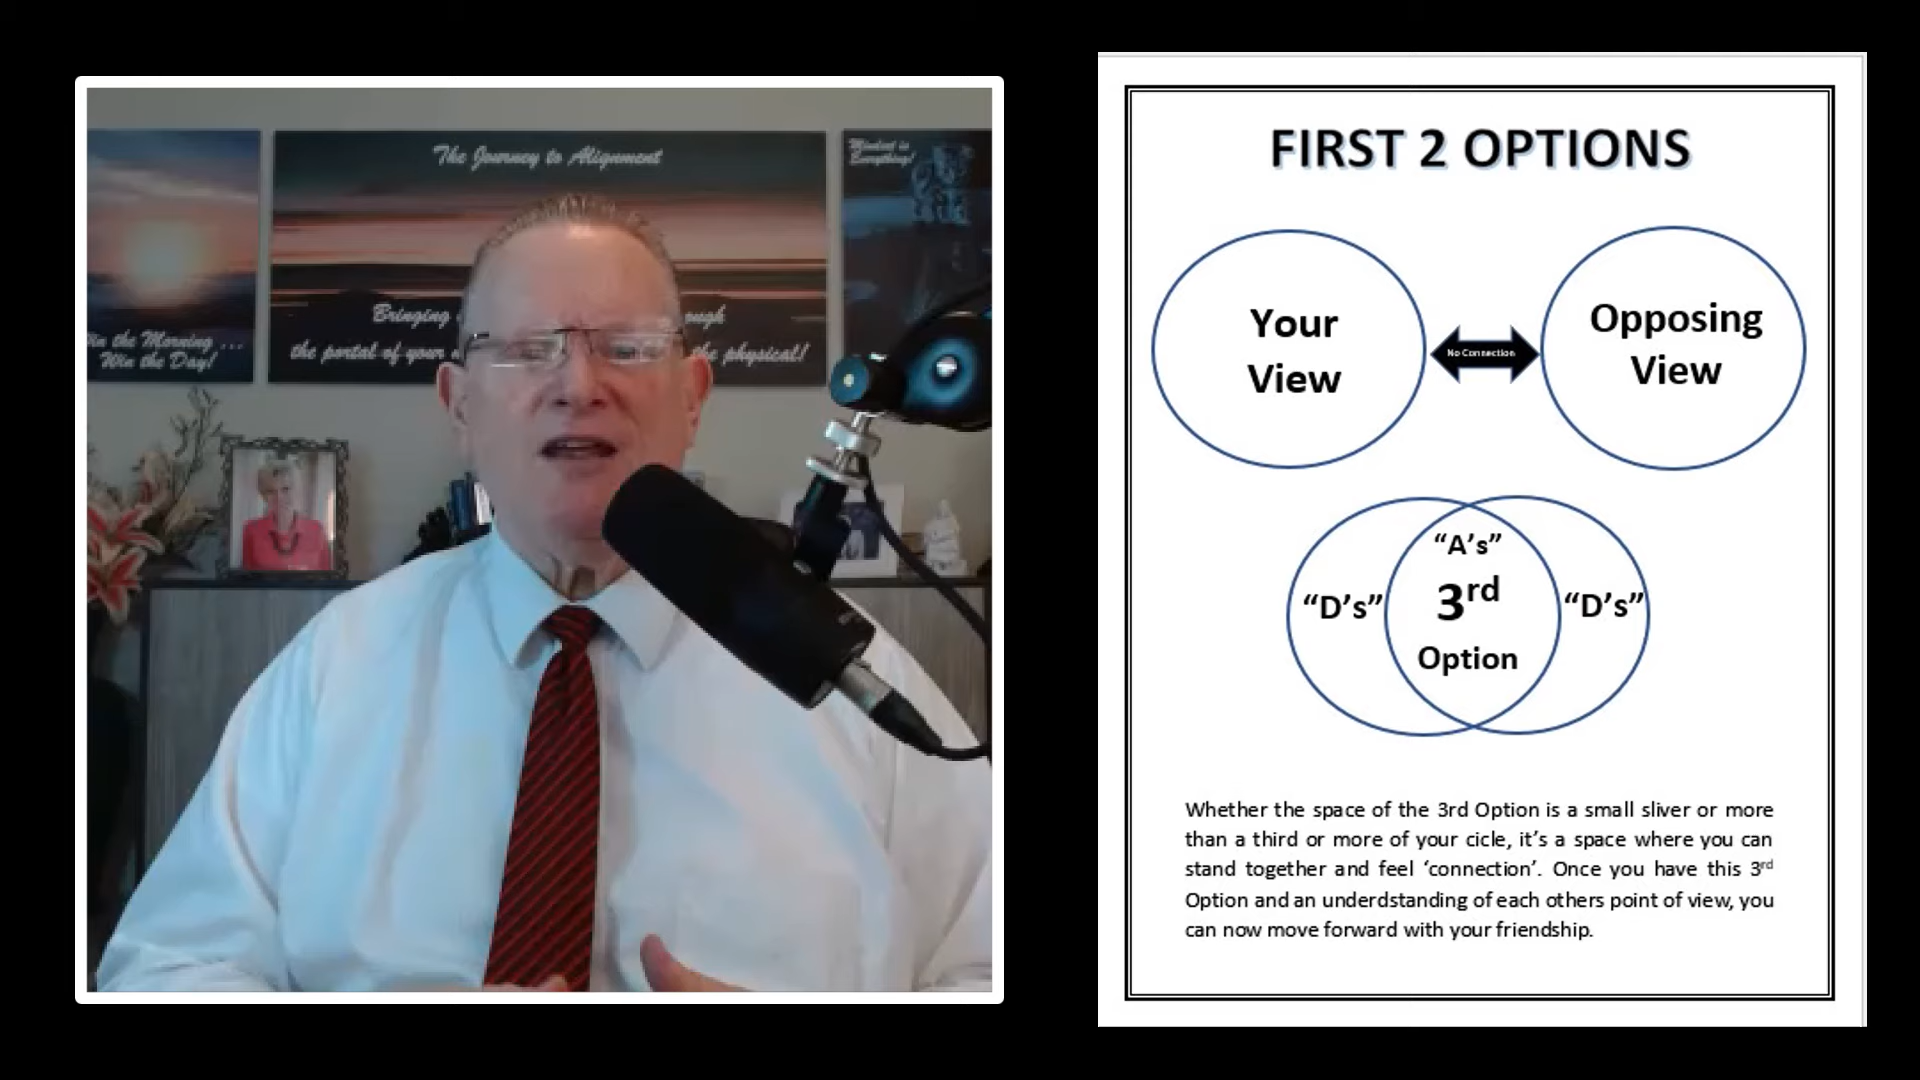 The Journey to Alignment
Mindset is
Everything!
Bringing ough
the portal of your the physical!
in the Morning ...
Win the Day!
FIRST 2 OPTIONS
Your
View
No Connection
Opposing
View
“A’s”
“D’s” 3rd “D’s”
Option
Whether the space of the 3rd Option is a small sliver or more
than a third or more of your cicle, it’s a space where you can
stand together and feel ‘connection’. Once you have this 3rd
Option and an underdstanding of each others point of view, you
can now move forward with your friendship.